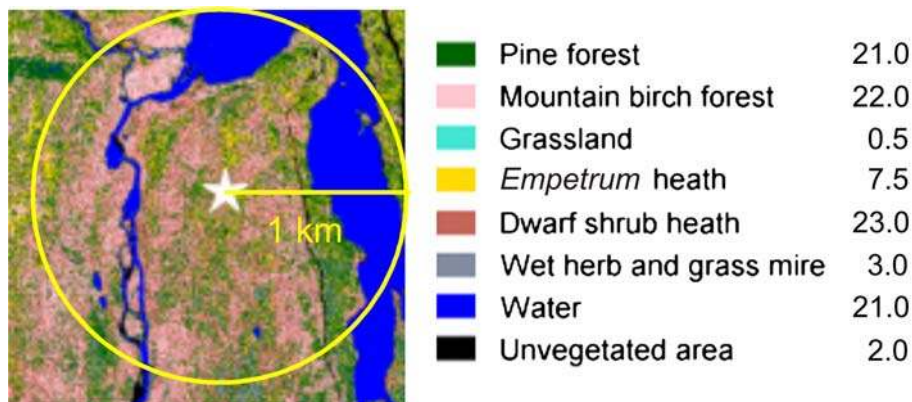 1 km
Pine forest 21.0
Mountain birch forest 22.0
Grassland 0.5
Empetrum heath 7.5
Dwarf shrub heath 23.0
Wet herb and grass mire 3.0
Water 21.0
Unvegetated area 2.0